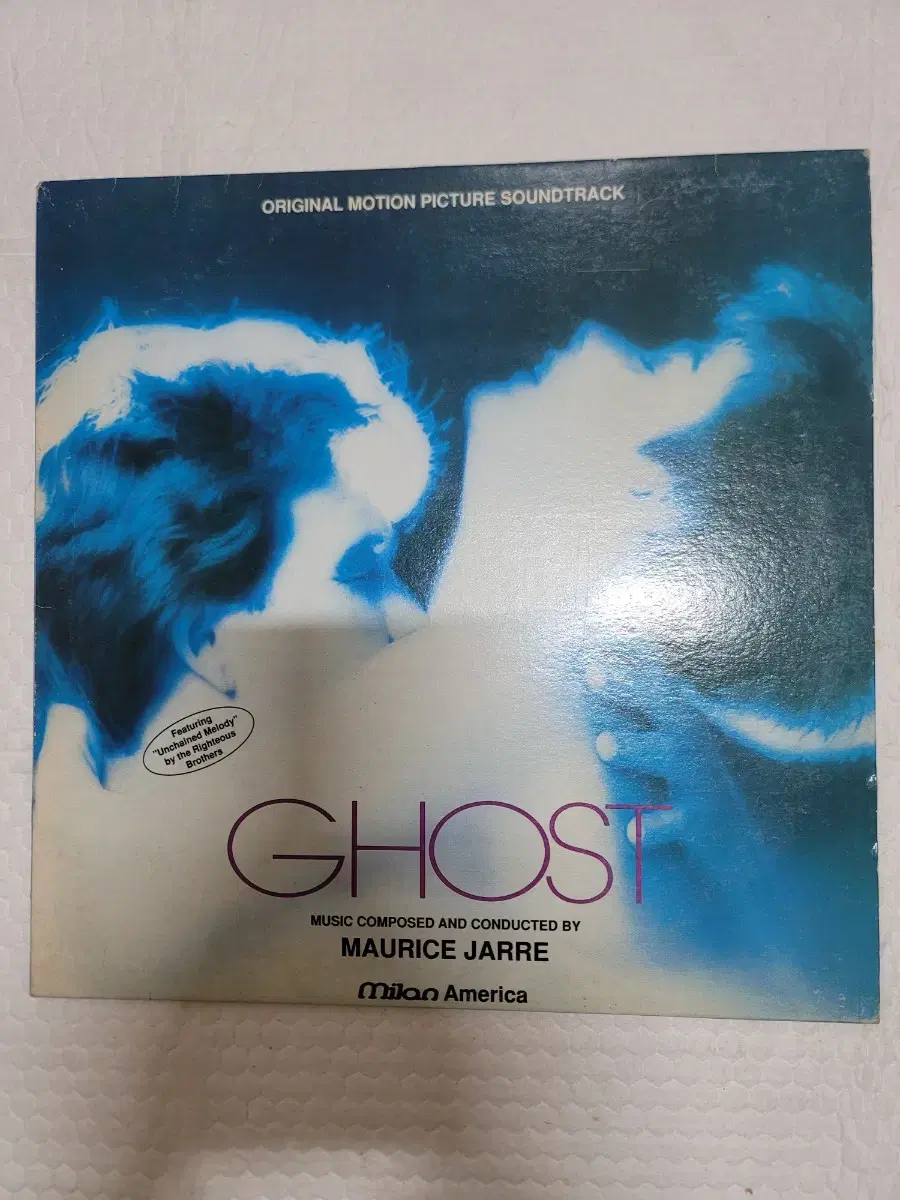 ORIGINAL MOTION PICTURE SOUNDTRACK
Featuring
"Unchained Melody"
by the Righteous
Brothers
GHOST
MUSIC COMPOSED AND CONDUCTED BY
MAURICE JARRE
milan America